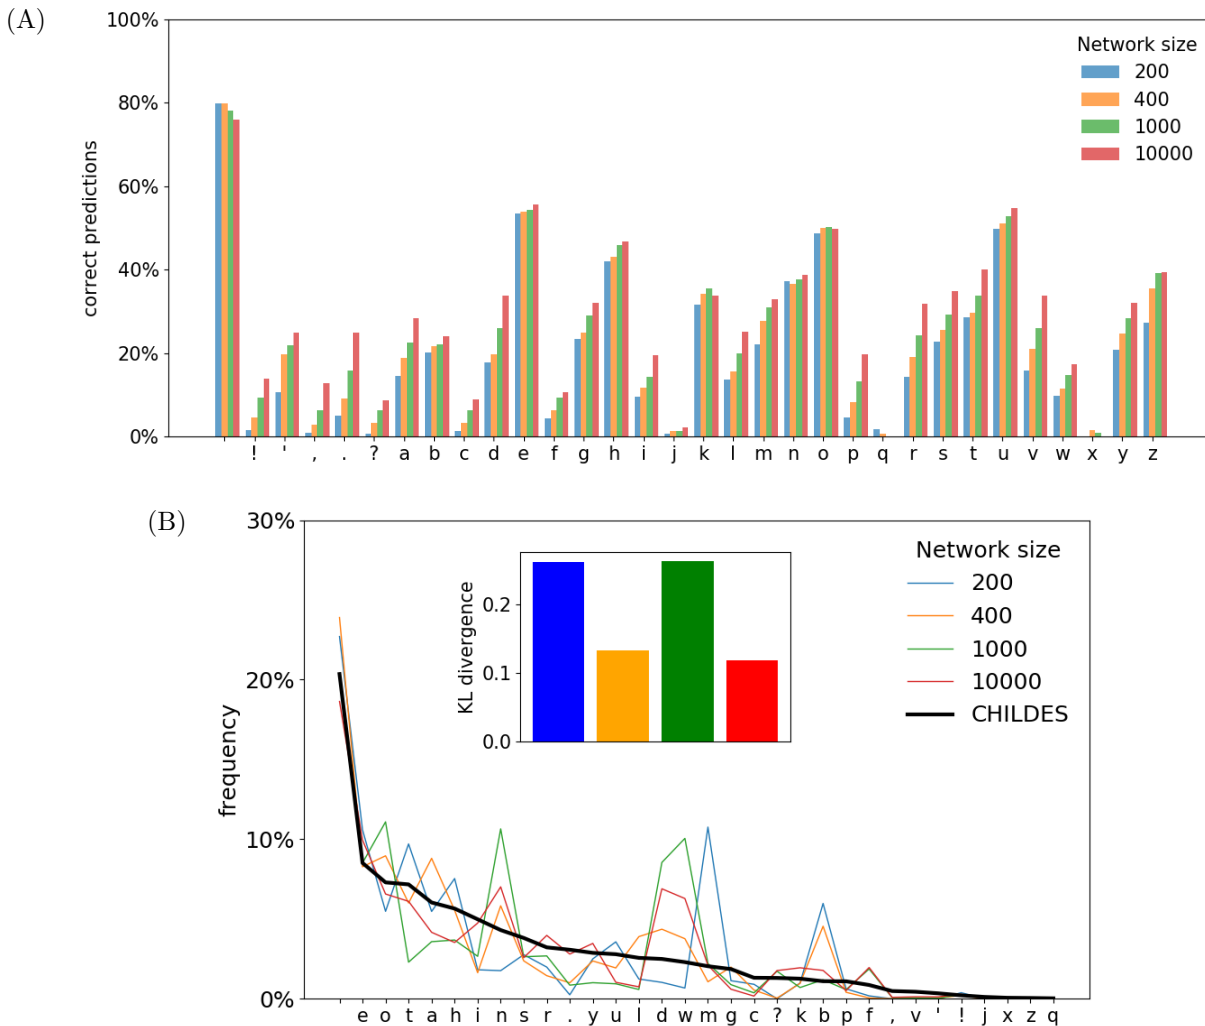 (A)
100%
80%
60%
40%
20%
0%
correct predictions
Network size
200
400
1000
10000
! ' , . ? a b c d e f g h i j k l m n o p q r s t u v w x y z
(B)
30%
20%
10%
0%
frequency
KL divergence
0.2
0.1
0.0
Network size
200
400
1000
10000
CHILDES
e o t a h i n s r . y u l d w m g c ? k b p f , v ' ! j x z q